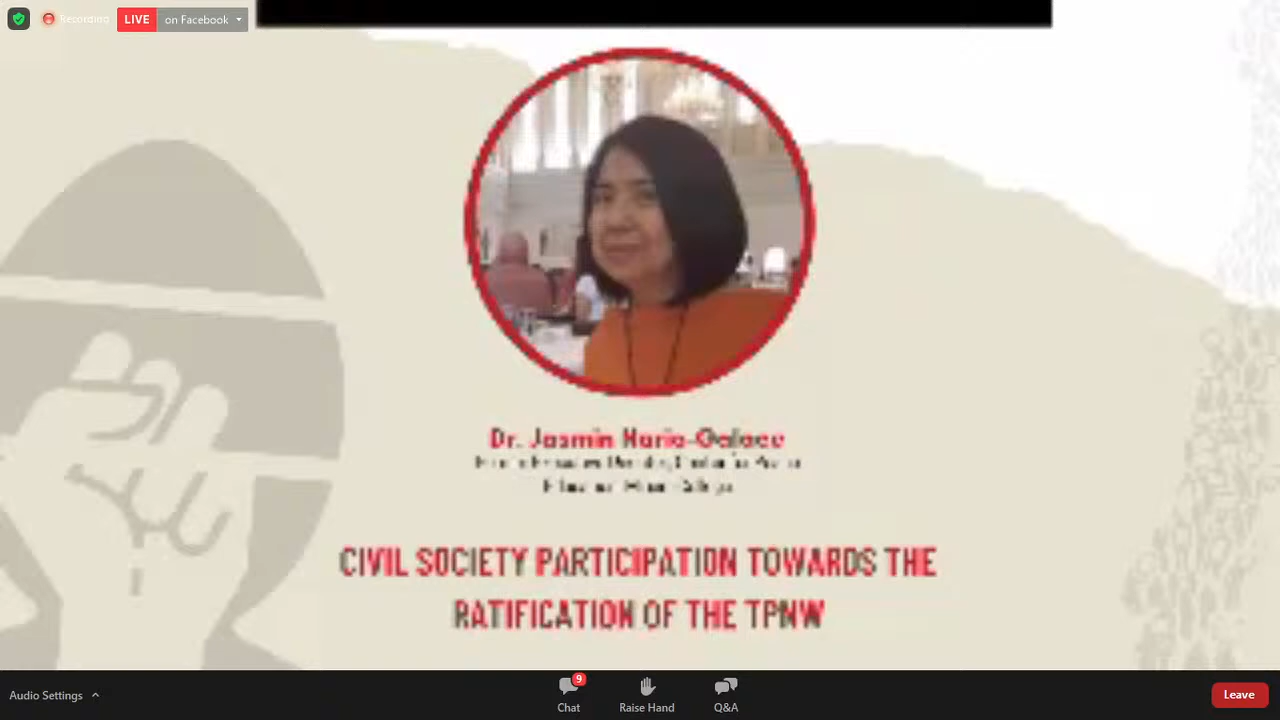 Recording
LIVE on Facebook
Dr. Jasmin Nario-Galace
CIVIL SOCIETY PARTICIPATION TOWARDS THE
RATIFICATION OF THE TPNW
Audio Settings
9
Chat
Raise Hand
Q&A
Leave